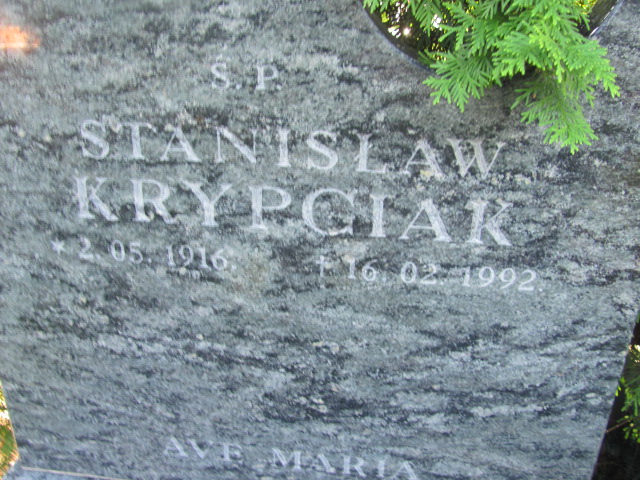 Ś. P.
STANISŁAW
KRYPCIAK
* 2. 05. 1916. † 16. 02. 1992.
AVE MARIA